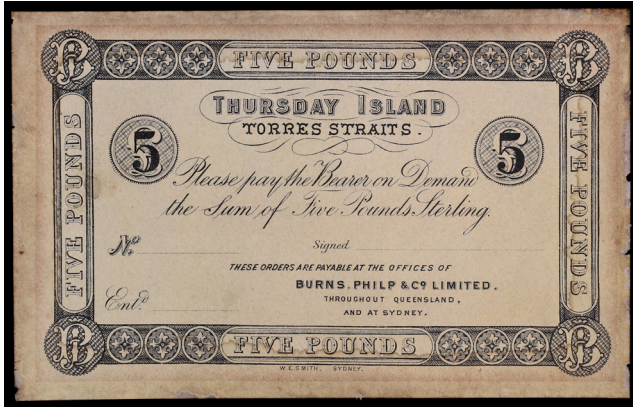 FIVE POUNDS
THURSDAY ISLAND
TORRES STRAITS.
5
5
Please pay the Bearer on Demand
the Sum of Five Pounds Sterling.
No
Signed
THESE ORDERS ARE PAYABLE AT THE OFFICES OF
BURNS. PHILP & Co LIMITED.
THROUGHOUT QUEENSLAND,
AND AT SYDNEY.
Entd.
FIVE POUNDS
FIVE POUNDS
FIVE POUNDS
W.E. SMITH, SYDNEY.